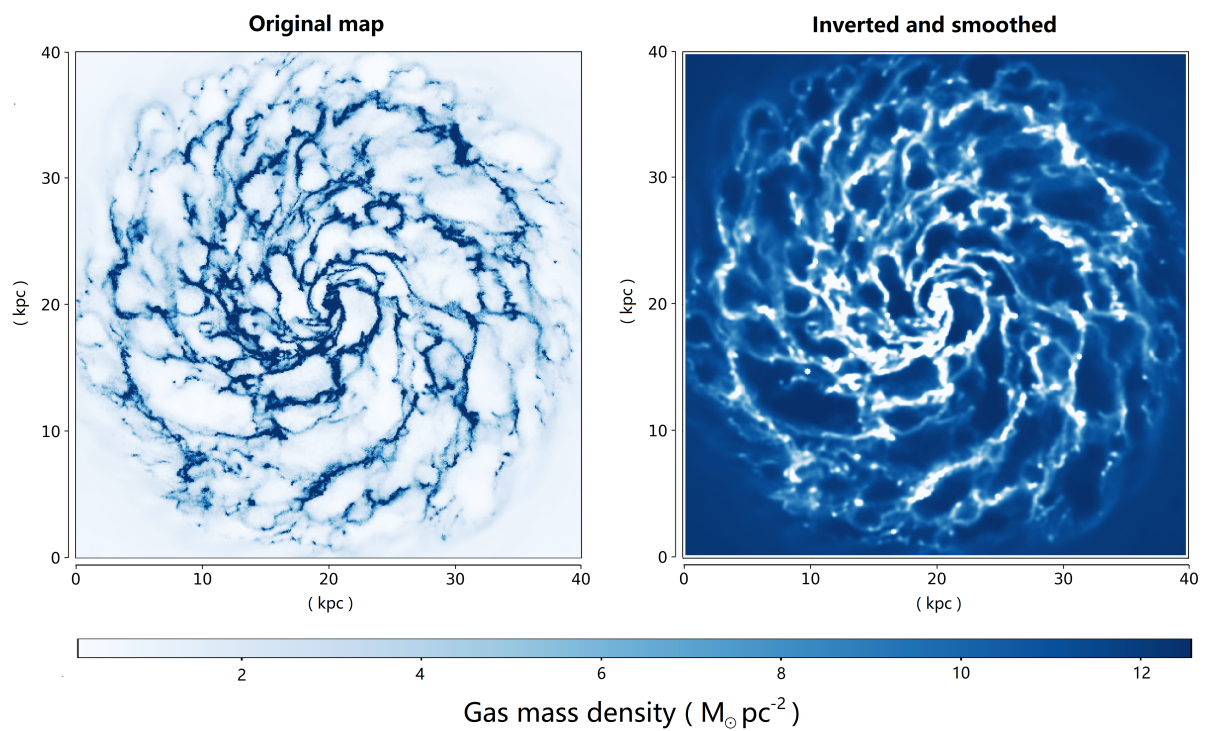 Original map
Inverted and smoothed
40
30
20
10
0
( kpc )
0 10 20 30 40
( kpc )
40
30
20
10
0
( kpc )
0 10 20 30 40
( kpc )
2 4 6 8 10 12
Gas mass density ( M☉ pc⁻² )